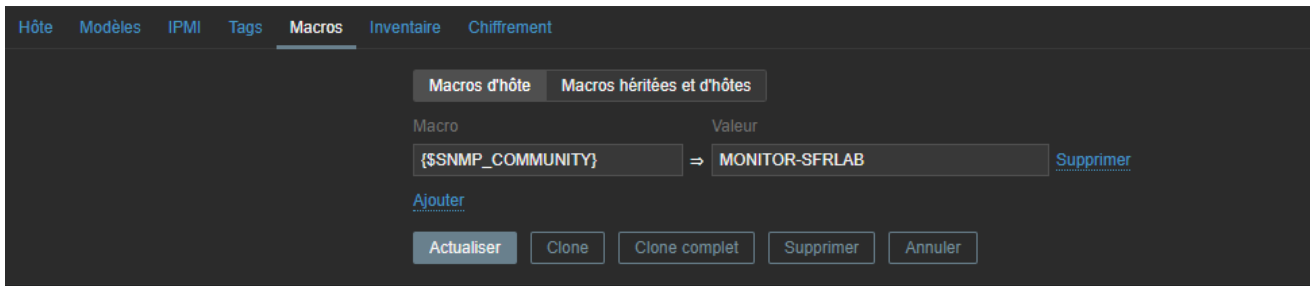 Hôte Modèles IPMI Tags Macros Inventaire Chiffrement
Macros d'hôte Macros héritées et d'hôtes
Macro Valeur
{$SNMP_COMMUNITY} ⇒ MONITOR-SFRLAB Supprimer
Ajouter
Actualiser Clone Clone complet Supprimer Annuler